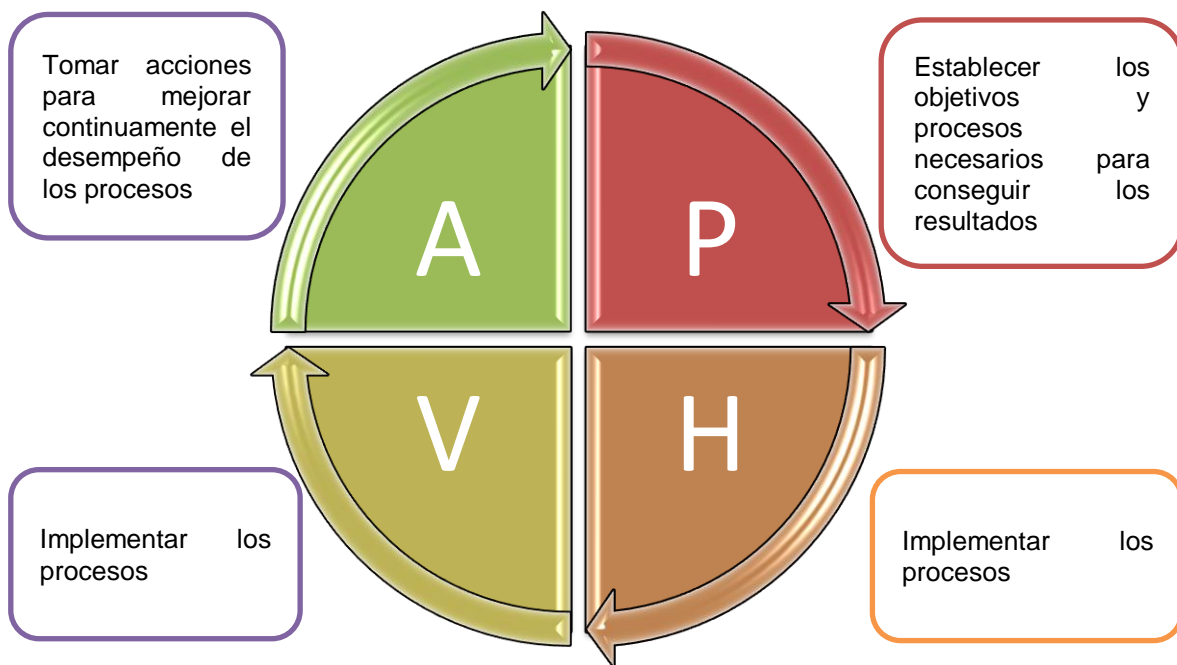 Tomar acciones
para mejorar
continuamente el
desempeño de
los procesos
A
P
Establecer los
objetivos y
procesos
necesarios para
conseguir los
resultados
V
H
Implementar los
procesos
Implementar los
procesos